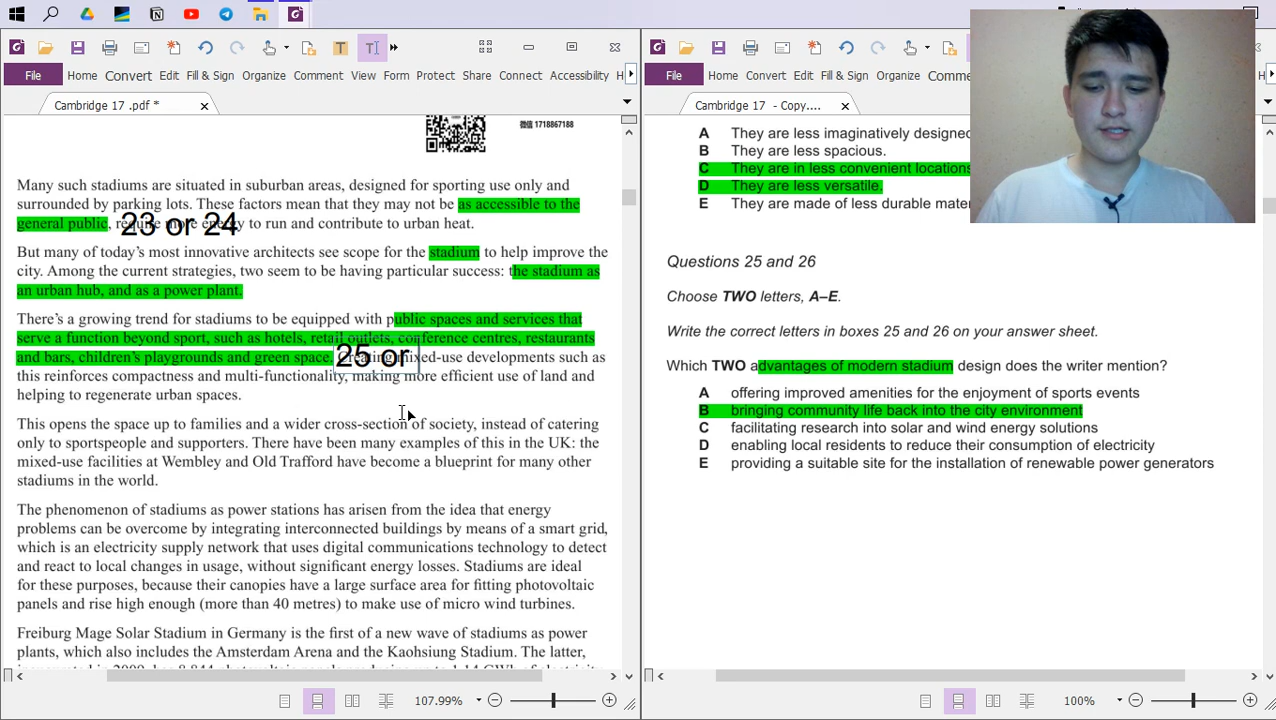 File Home Convert Edit Fill & Sign Organize Comment View Form Protect Share Connect Accessibility H
Cambridge 17 .pdf *
微信 1718867188
Many such stadiums are situated in suburban areas, designed for sporting use only and
surrounded by parking lots. These factors mean that they may not be as accessible to the
general public, require more energy to run and contribute to urban heat.
23 or 24
But many of today's most innovative architects see scope for the stadium to help improve the
city. Among the current strategies, two seem to be having particular success: the stadium as
an urban hub, and as a power plant.
There's a growing trend for stadiums to be equipped with public spaces and services that
serve a function beyond sport, such as hotels, retail outlets, conference centres, restaurants
and bars, children's playgrounds and green space. Creating mixed-use developments such as
25 or
this reinforces compactness and multi-functionality, making more efficient use of land and
helping to regenerate urban spaces.
This opens the space up to families and a wider cross-section of society, instead of catering
only to sportspeople and supporters. There have been many examples of this in the UK: the
mixed-use facilities at Wembley and Old Trafford have become a blueprint for many other
stadiums in the world.
The phenomenon of stadiums as power stations has arisen from the idea that energy
problems can be overcome by integrating interconnected buildings by means of a smart grid,
which is an electricity supply network that uses digital communications technology to detect
and react to local changes in usage, without significant energy losses. Stadiums are ideal
for these purposes, because their canopies have a large surface area for fitting photovoltaic
panels and rise high enough (more than 40 metres) to make use of micro wind turbines.
Freiburg Mage Solar Stadium in Germany is the first of a new wave of stadiums as power
plants, which also includes the Amsterdam Arena and the Kaohsiung Stadium. The latter,
107.99%
File Home Convert Edit Fill & Sign Organize Comme
Cambridge 17 - Copy....
A They are less imaginatively designed
B They are less spacious.
C They are in less convenient locations
D They are less versatile.
E They are made of less durable mater
Questions 25 and 26
Choose TWO letters, A–E.
Write the correct letters in boxes 25 and 26 on your answer sheet.
Which TWO advantages of modern stadium design does the writer mention?
A offering improved amenities for the enjoyment of sports events
B bringing community life back into the city environment
C facilitating research into solar and wind energy solutions
D enabling local residents to reduce their consumption of electricity
E providing a suitable site for the installation of renewable power generators
100%